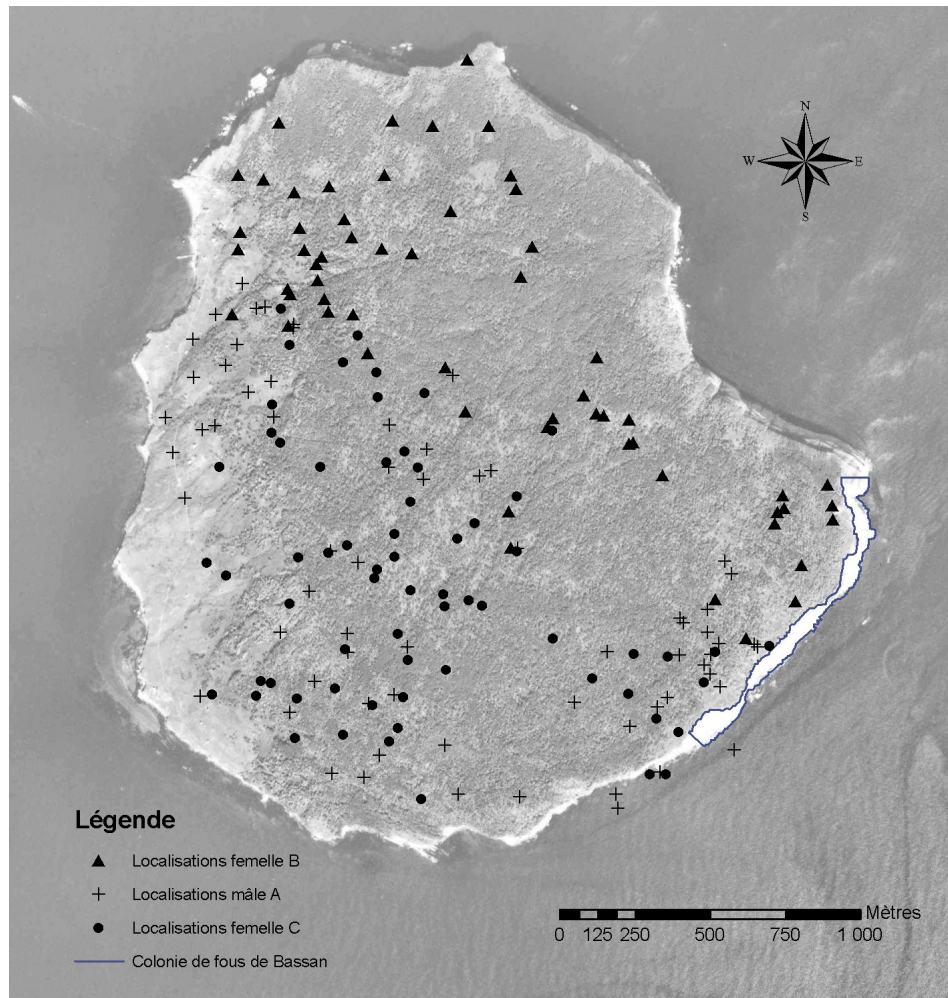 N
W E
S
Légende
Localisations femelle B
Localisations mâle A
Localisations femelle C
Colonie de fous de Bassan
Mètres
0 125 250 500 750 1 000